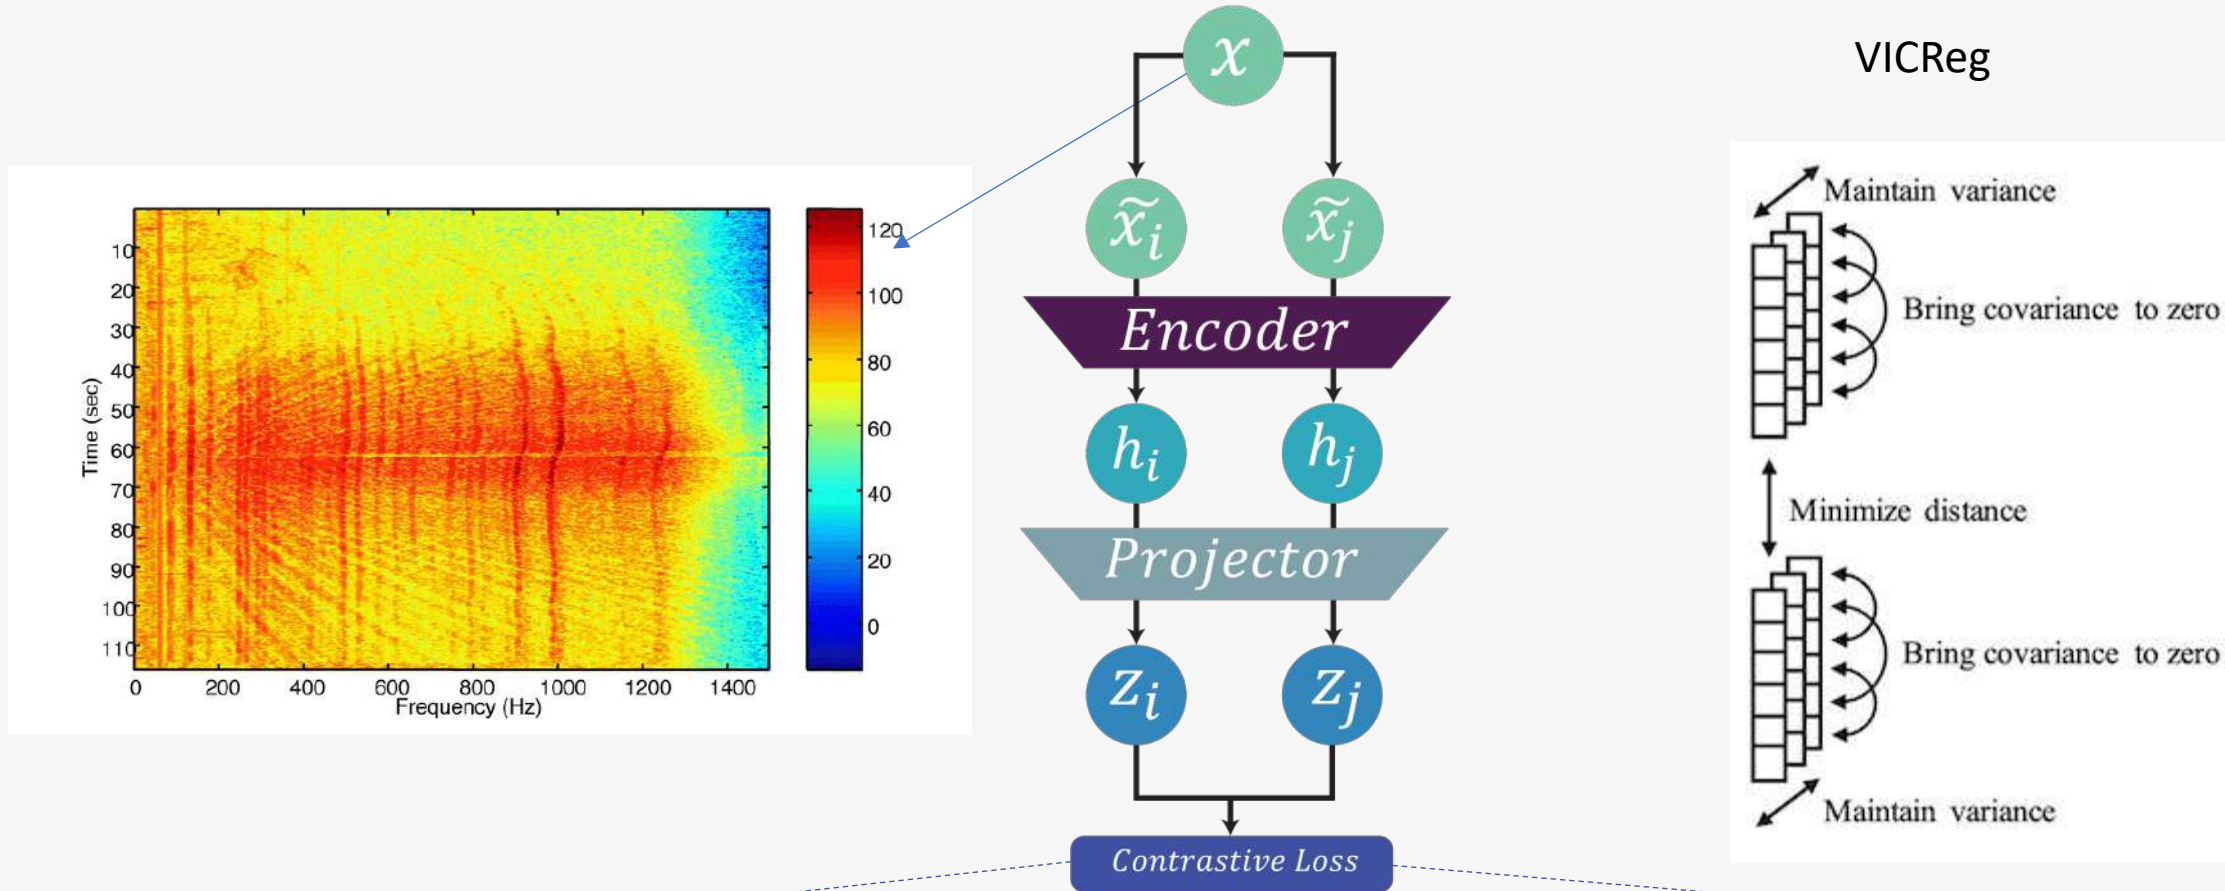 x
VICReg
x̃ᵢ
x̃ⱼ
Encoder
hᵢ
hⱼ
Projector
Zᵢ
Zⱼ
Contrastive Loss
Time (sec)
10
20
30
40
50
60
70
80
90
100
110
0 200 400 600 800 1000 1200 1400
Frequency (Hz)
120
100
80
60
40
20
0
Maintain variance
Bring covariance to zero
Minimize distance
Bring covariance to zero
Maintain variance